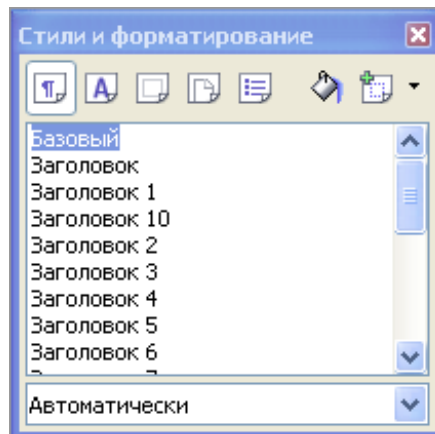 Стили и форматирование
Базовый
Заголовок
Заголовок 1
Заголовок 10
Заголовок 2
Заголовок 3
Заголовок 4
Заголовок 5
Заголовок 6
Автоматически